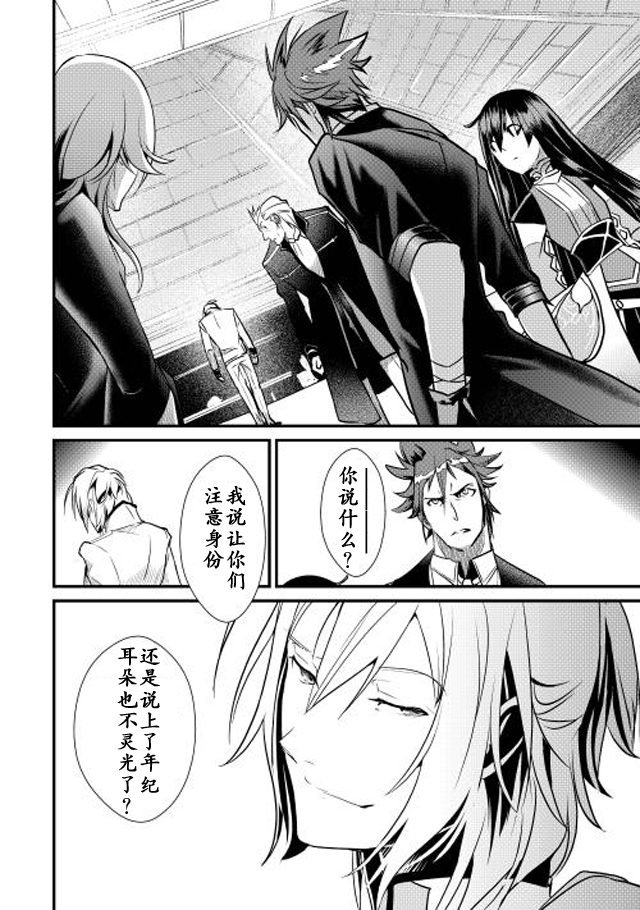 你说什么？
我说让你们
注意身份
还是说上了年纪
耳朵也不灵光了？